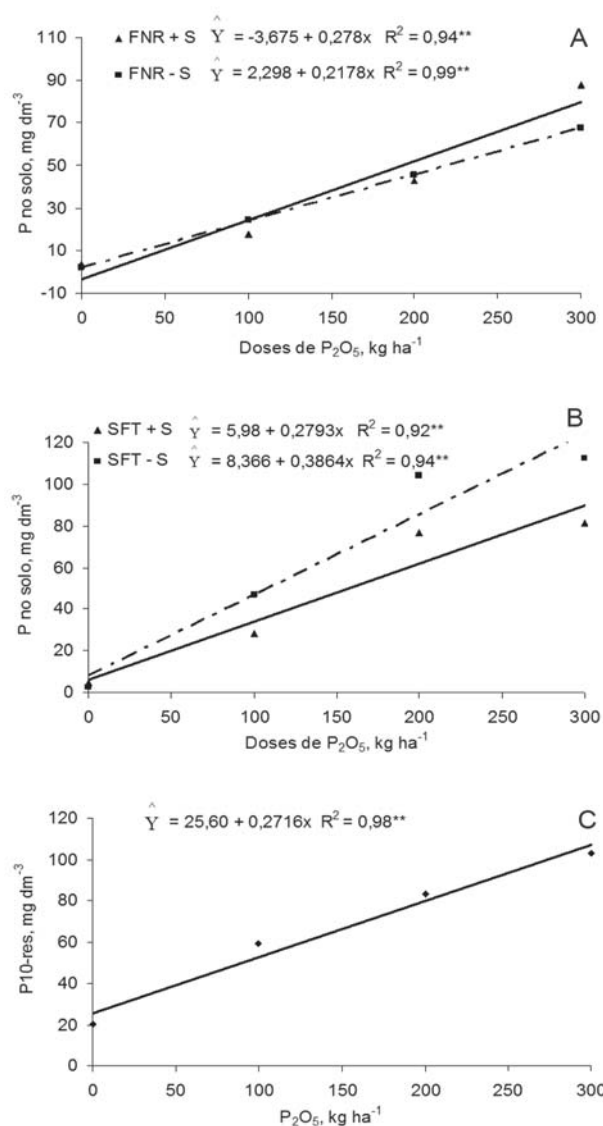 110
FNR + S Ŷ = -3,675 + 0,278x R² = 0,94**
A
90
FNR - S Ŷ = 2,298 + 0,2178x R² = 0,99**
70
50
30
10
-10
P no solo, mg dm⁻³
0 50 100 150 200 250 300
Doses de P₂O₅, kg ha⁻¹
SFT + S Ŷ = 5,98 + 0,2793x R² = 0,92**
B
120
SFT - S Ŷ = 8,366 + 0,3864x R² = 0,94**
100
80
60
40
20
0
P no solo, mg dm⁻³
0 50 100 150 200 250 300
Doses de P₂O₅, kg ha⁻¹
Ŷ = 25,60 + 0,2716x R² = 0,98**
C
120
100
80
60
40
20
0
P10-res, mg dm⁻³
0 50 100 150 200 250 300
P₂O₅, kg ha⁻¹